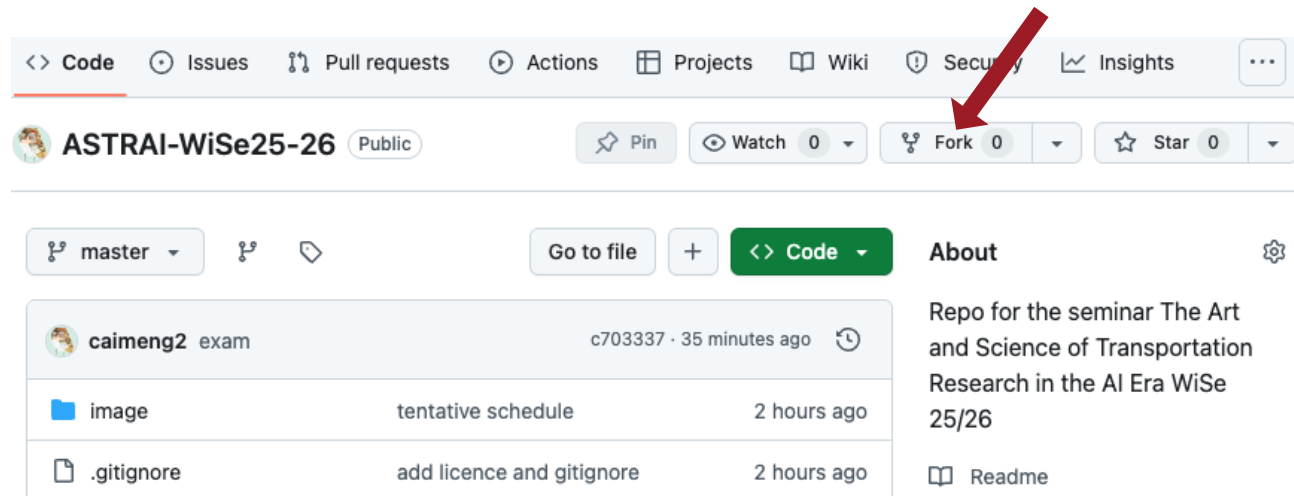 Code Issues Pull requests Actions Projects Wiki Security Insights ...
ASTRAI-WiSe25-26 Public Pin Watch 0 Fork 0 Star 0
master Go to file + Code About
Repo for the seminar The Art
and Science of Transportation
Research in the AI Era WiSe
25/26
caimeng2 exam c703337 · 35 minutes ago
image tentative schedule 2 hours ago
.gitignore add licence and gitignore 2 hours ago
Readme